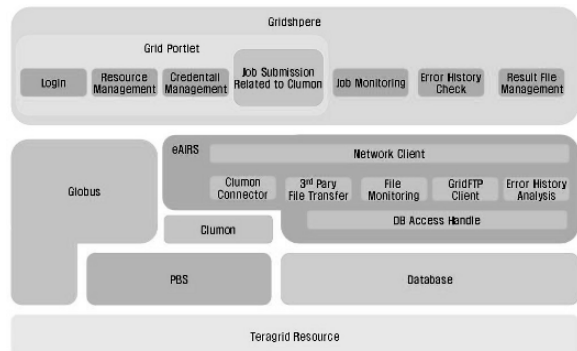 Gridshpere
Grid Portlet
Login
Resource
Management
Credentail
Management
Job Submission
Related to Clumon
Job Monitoring
Error History
Check
Result File
Management
eAIRS
Network Client
Globus
Clumon
Connector
3rd Pary
File Transfer
File
Monitoring
GridFTP
Client
Error History
Analysis
DB Access Handle
Clumon
PBS
Database
Teragrid Resource